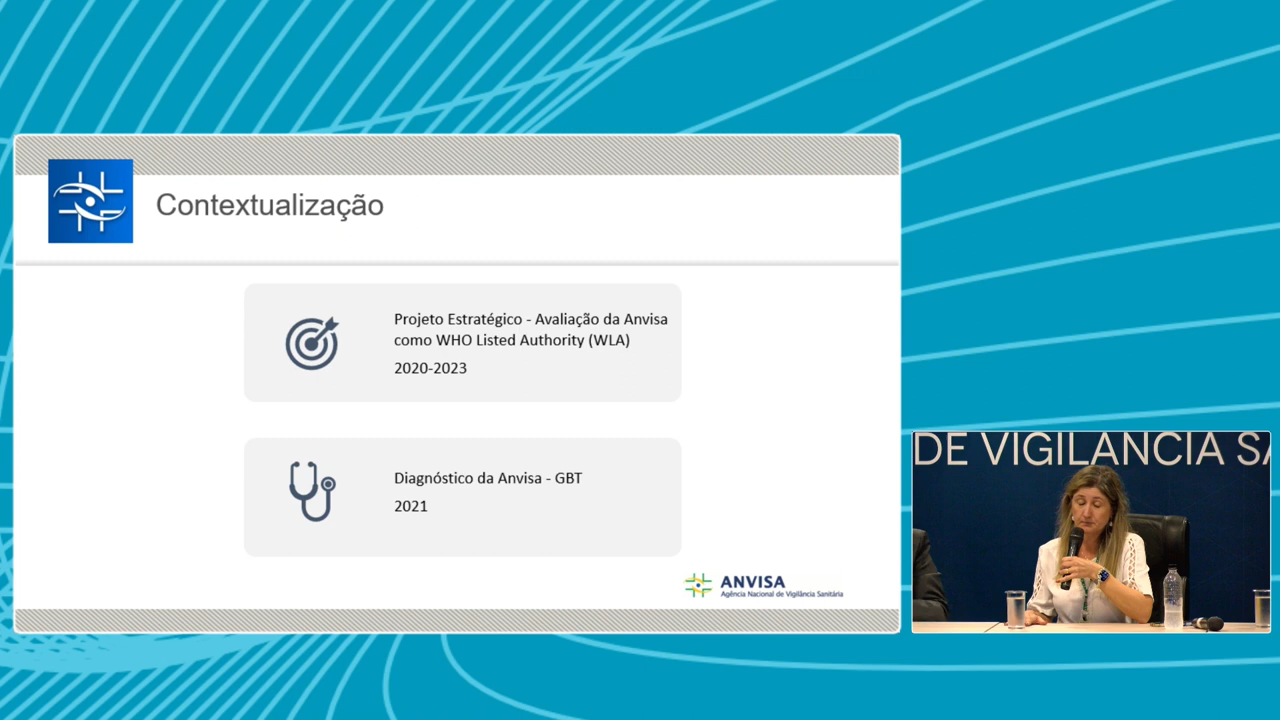 Contextualização
Projeto Estratégico - Avaliação da Anvisa
como WHO Listed Authority (WLA)
2020-2023
Diagnóstico da Anvisa - GBT
2021
ANVISA
Agência Nacional de Vigilância Sanitária
DE VIGILANCIA SA